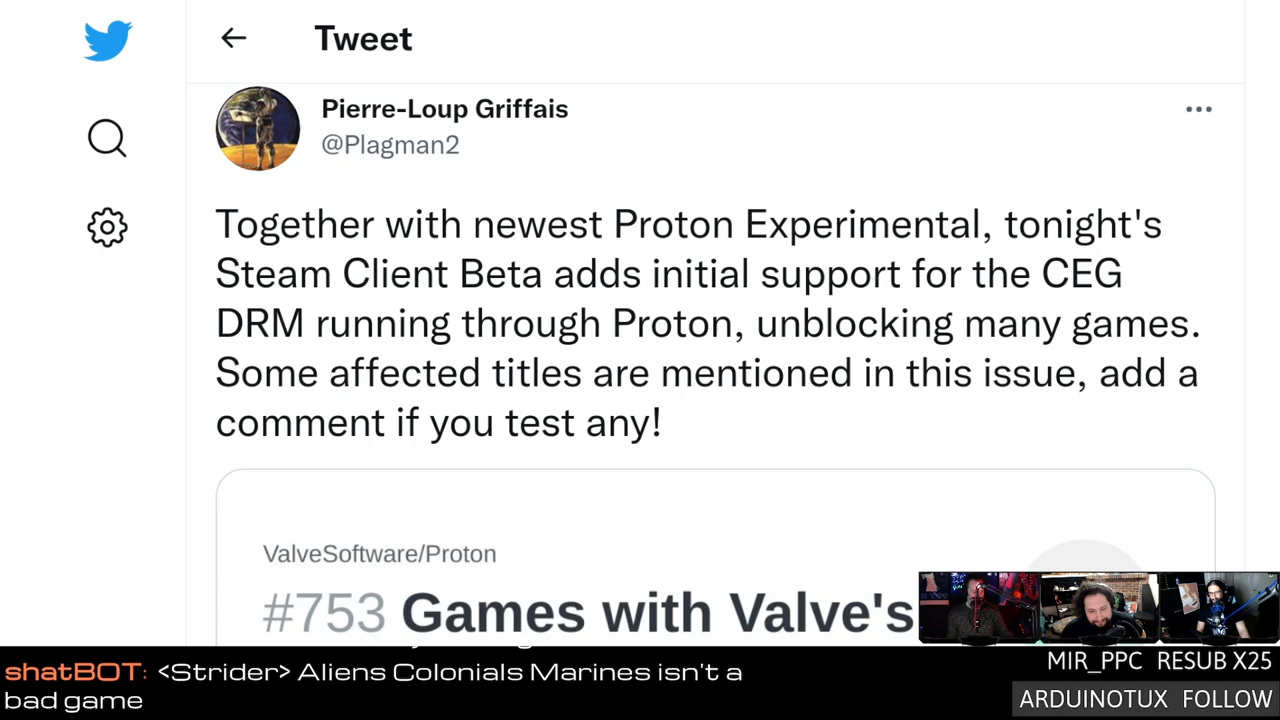 Tweet
Pierre-Loup Griffais
@Plagman2
Together with newest Proton Experimental, tonight's
Steam Client Beta adds initial support for the CEG
DRM running through Proton, unblocking many games.
Some affected titles are mentioned in this issue, add a
comment if you test any!
ValveSoftware/Proton
#753 Games with Valve's
shatBOT: <Strider> Aliens Colonials Marines isn't a
bad game
MIR_PPC RESUB X25
ARDUINOTUX FOLLOW